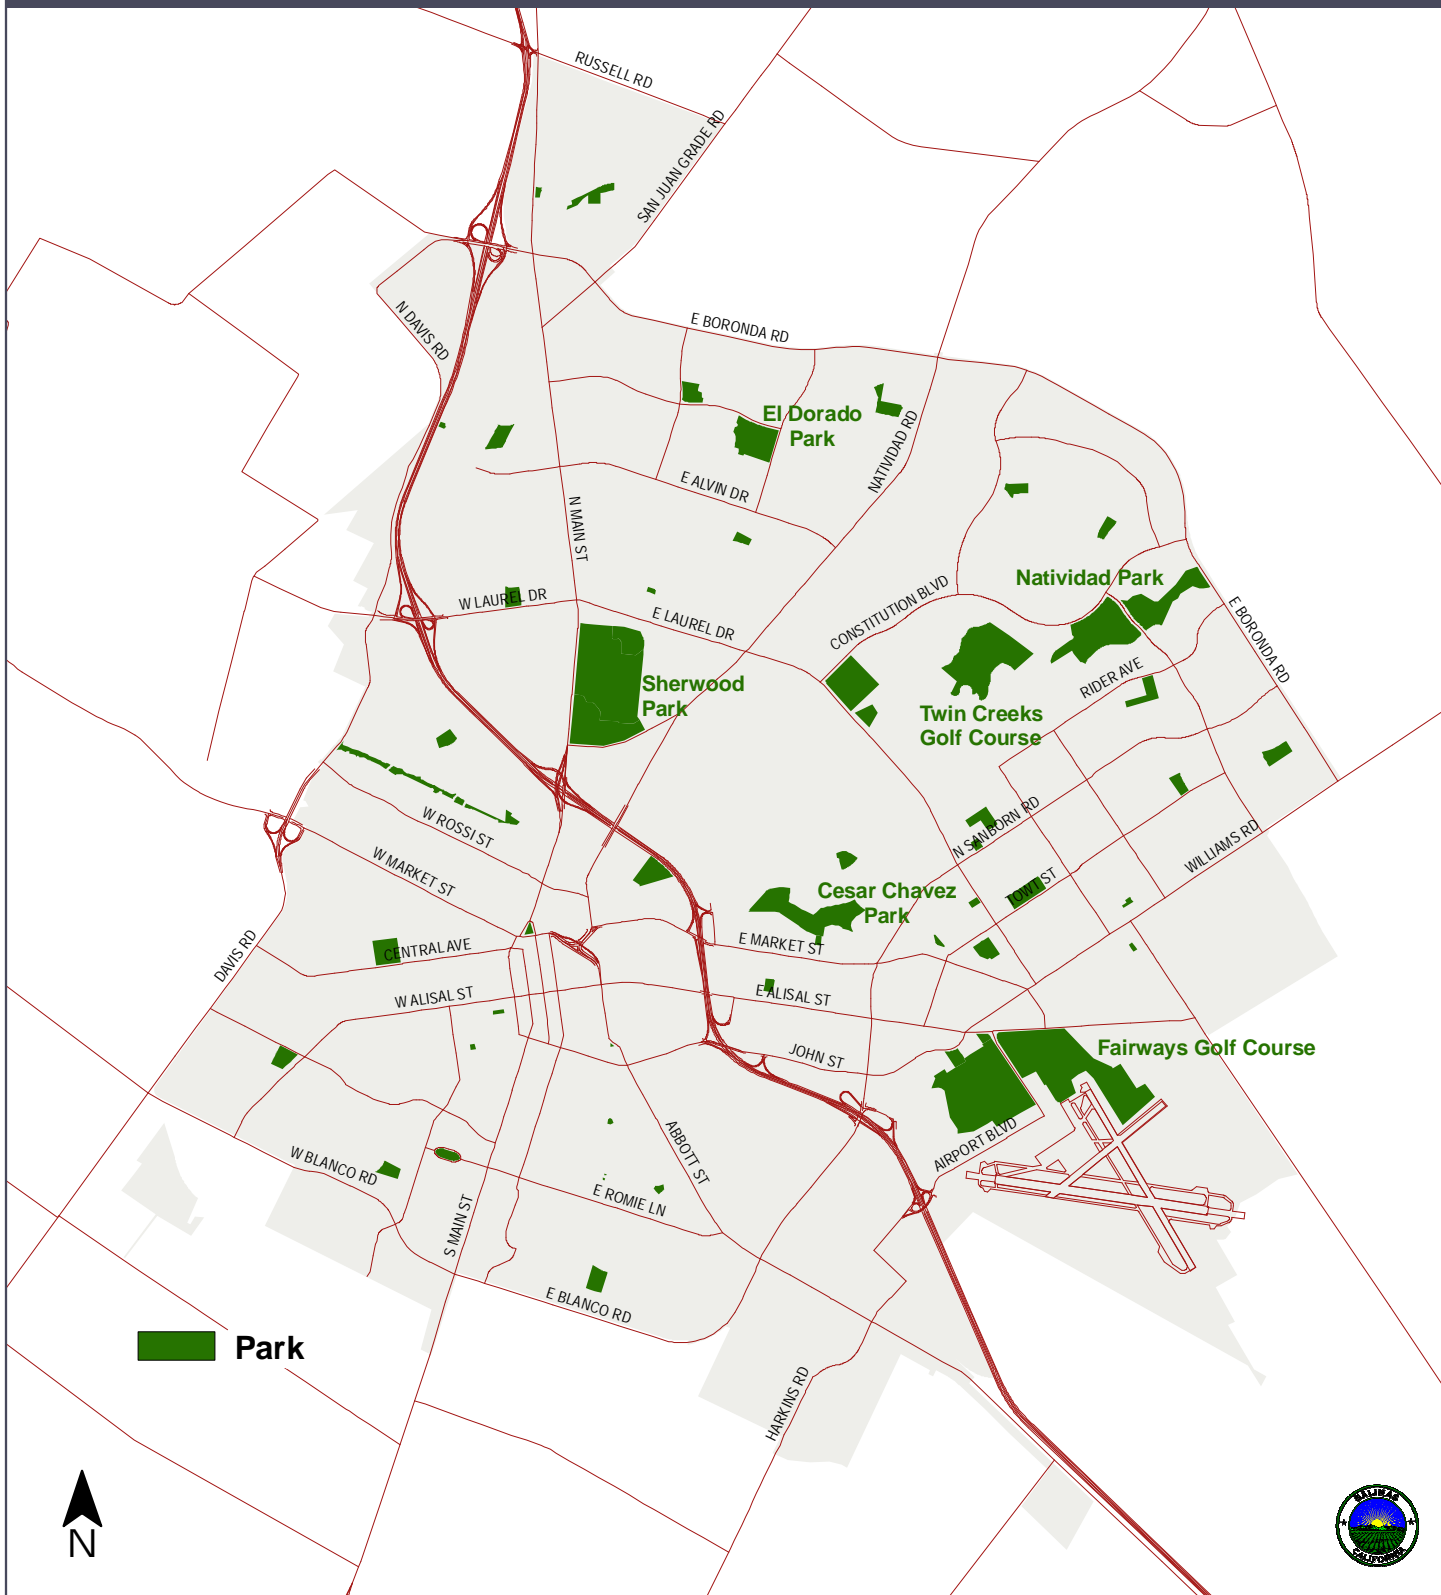 RUSSELL RD
SAN JUAN GRADE RD
N DAVIS RD
E BORONDA RD
El Dorado
Park
NATIVIDAD RD
E ALVIN DR
N MAIN ST
Natividad Park
CONSTITUTION BLVD
W LAUREL DR
E LAUREL DR
E BORONDA RD
RIDER AVE
Sherwood
Park
Twin Creeks
Golf Course
W ROSSI ST
N SANBORN RD
WILLIAMS RD
W MARKET ST
TOWT ST
Cesar Chavez
Park
E MARKET ST
CENTRAL AVE
DAVIS RD
W ALISAL ST
E ALISAL ST
JOHN ST
Fairways Golf Course
AIRPORT BLVD
ABBOTT ST
W BLANCO RD
E ROMIE LN
S MAIN ST
E BLANCO RD
Park
HARKINS RD
N
SALINAS
CALIFORNIA